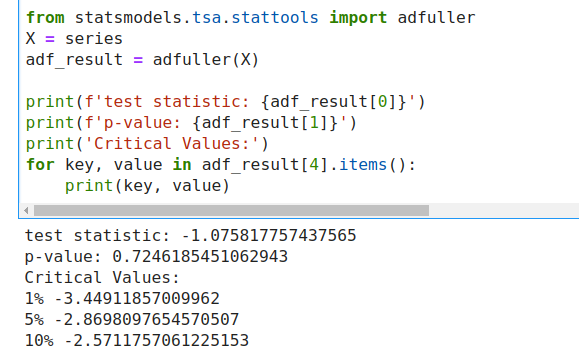 from statsmodels.tsa.stattools import adfuller
X = series
adf_result = adfuller(X)
print(f'test statistic: {adf_result[0]}')
print(f'p-value: {adf_result[1]}')
print('Critical Values:')
for key, value in adf_result[4].items():
    print(key, value)
test statistic: -1.075817757437565
p-value: 0.7246185451062943
Critical Values:
1% -3.44911857009962
5% -2.8698097654570507
10% -2.5711757061225153